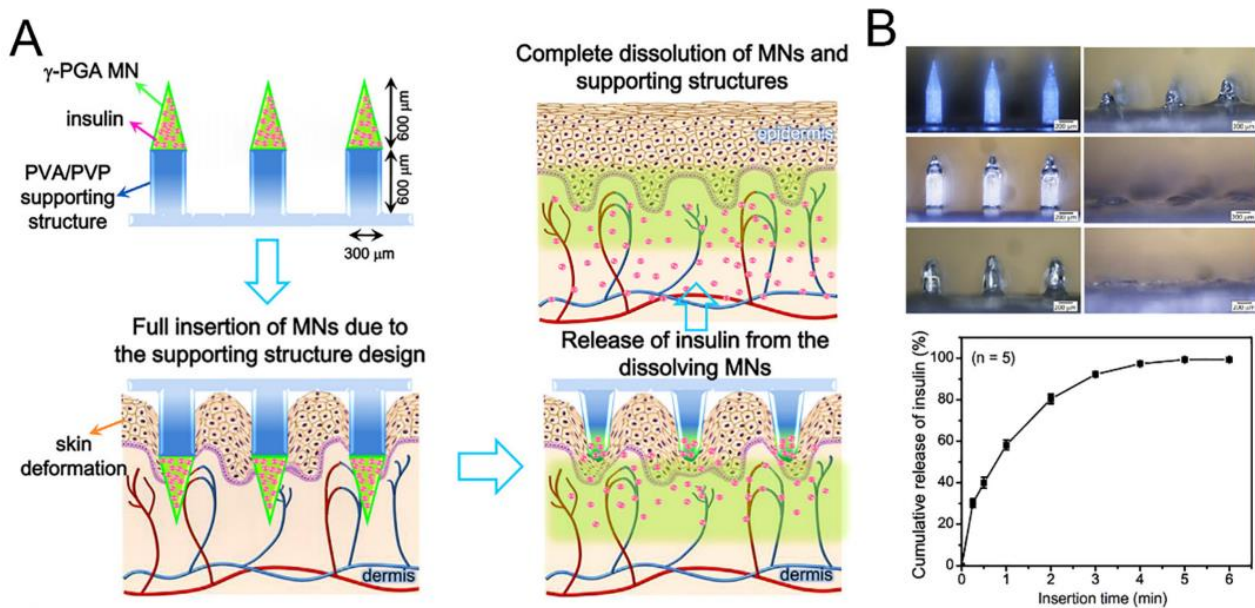 A
γ-PGA MN
insulin
PVA/PVP
supporting
structure
600 μm
600 μm
300 μm
Full insertion of MNs due to
the supporting structure design
skin
deformation
dermis
Complete dissolution of MNs and
supporting structures
epidermis
Release of insulin from the
dissolving MNs
dermis
B
200 μm
200 μm
200 μm
200 μm
200 μm
200 μm
Cumulative release of insulin (%)
(n = 5)
100
80
60
40
20
0
0 1 2 3 4 5 6
Insertion time (min)